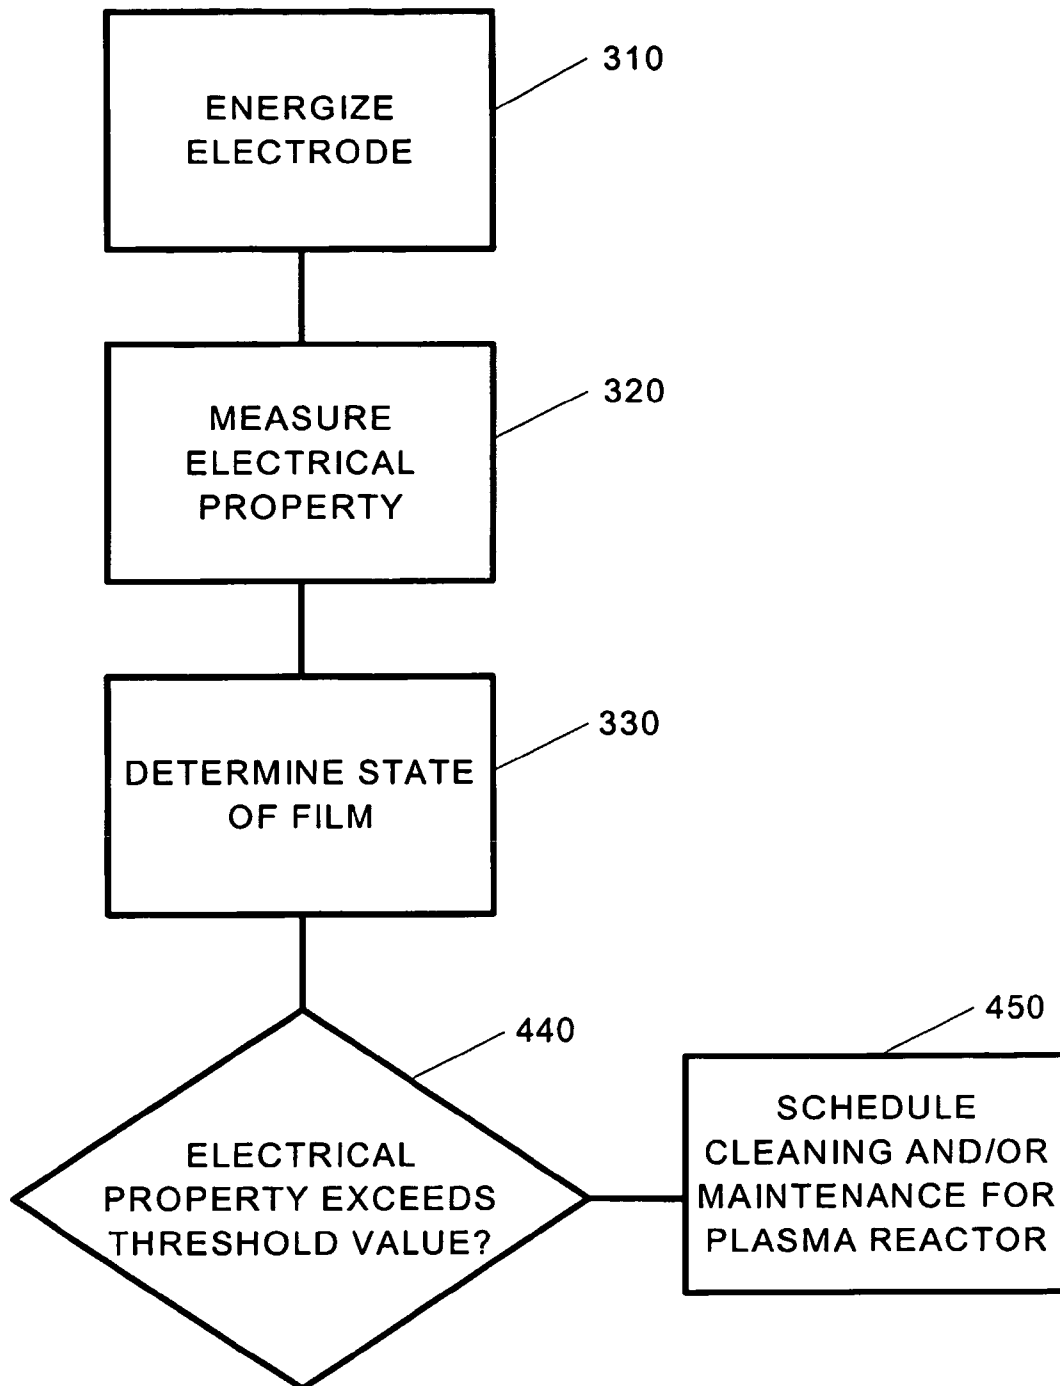 310
ENERGIZE
ELECTRODE
320
MEASURE
ELECTRICAL
PROPERTY
330
DETERMINE STATE
OF FILM
440
ELECTRICAL
PROPERTY EXCEEDS
THRESHOLD VALUE?
450
SCHEDULE
CLEANING AND/OR
MAINTENANCE FOR
PLASMA REACTOR